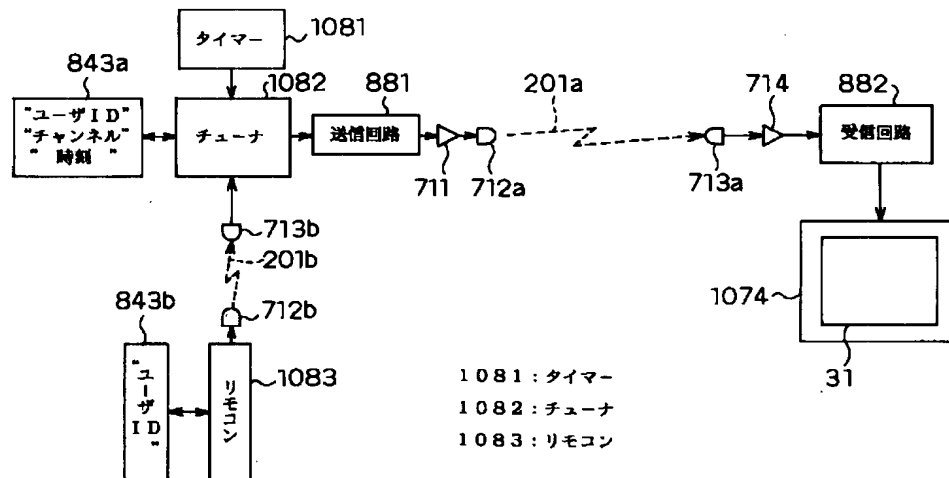 タイマー
1081
843a
1082
881
201a
714
882
"ユーザID"
"チャンネル"
" 時刻 "
チューナ
送信回路
受信回路
711
712a
713a
713b
201b
712b
1074
843b
"ユーザID"
リモコン
1083
31
1081:タイマー
1082:チューナ
1083:リモコン